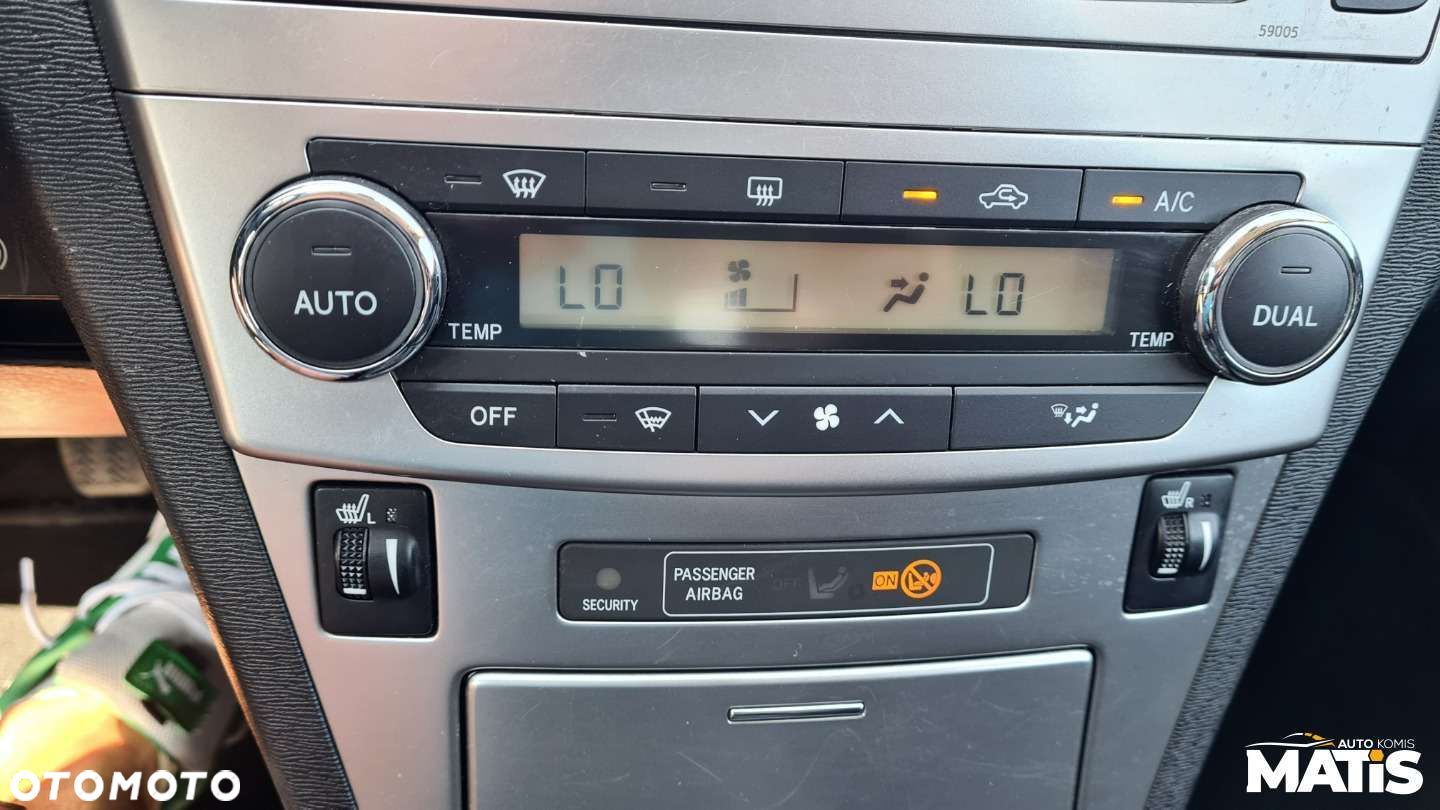 59005
A/C
AUTO
LO
LO
TEMP
TEMP
DUAL
OFF
L
R
PASSENGER
AIRBAG
OFF
ON
SECURITY
OTOMOTO
AUTO KOMIS
MATiS